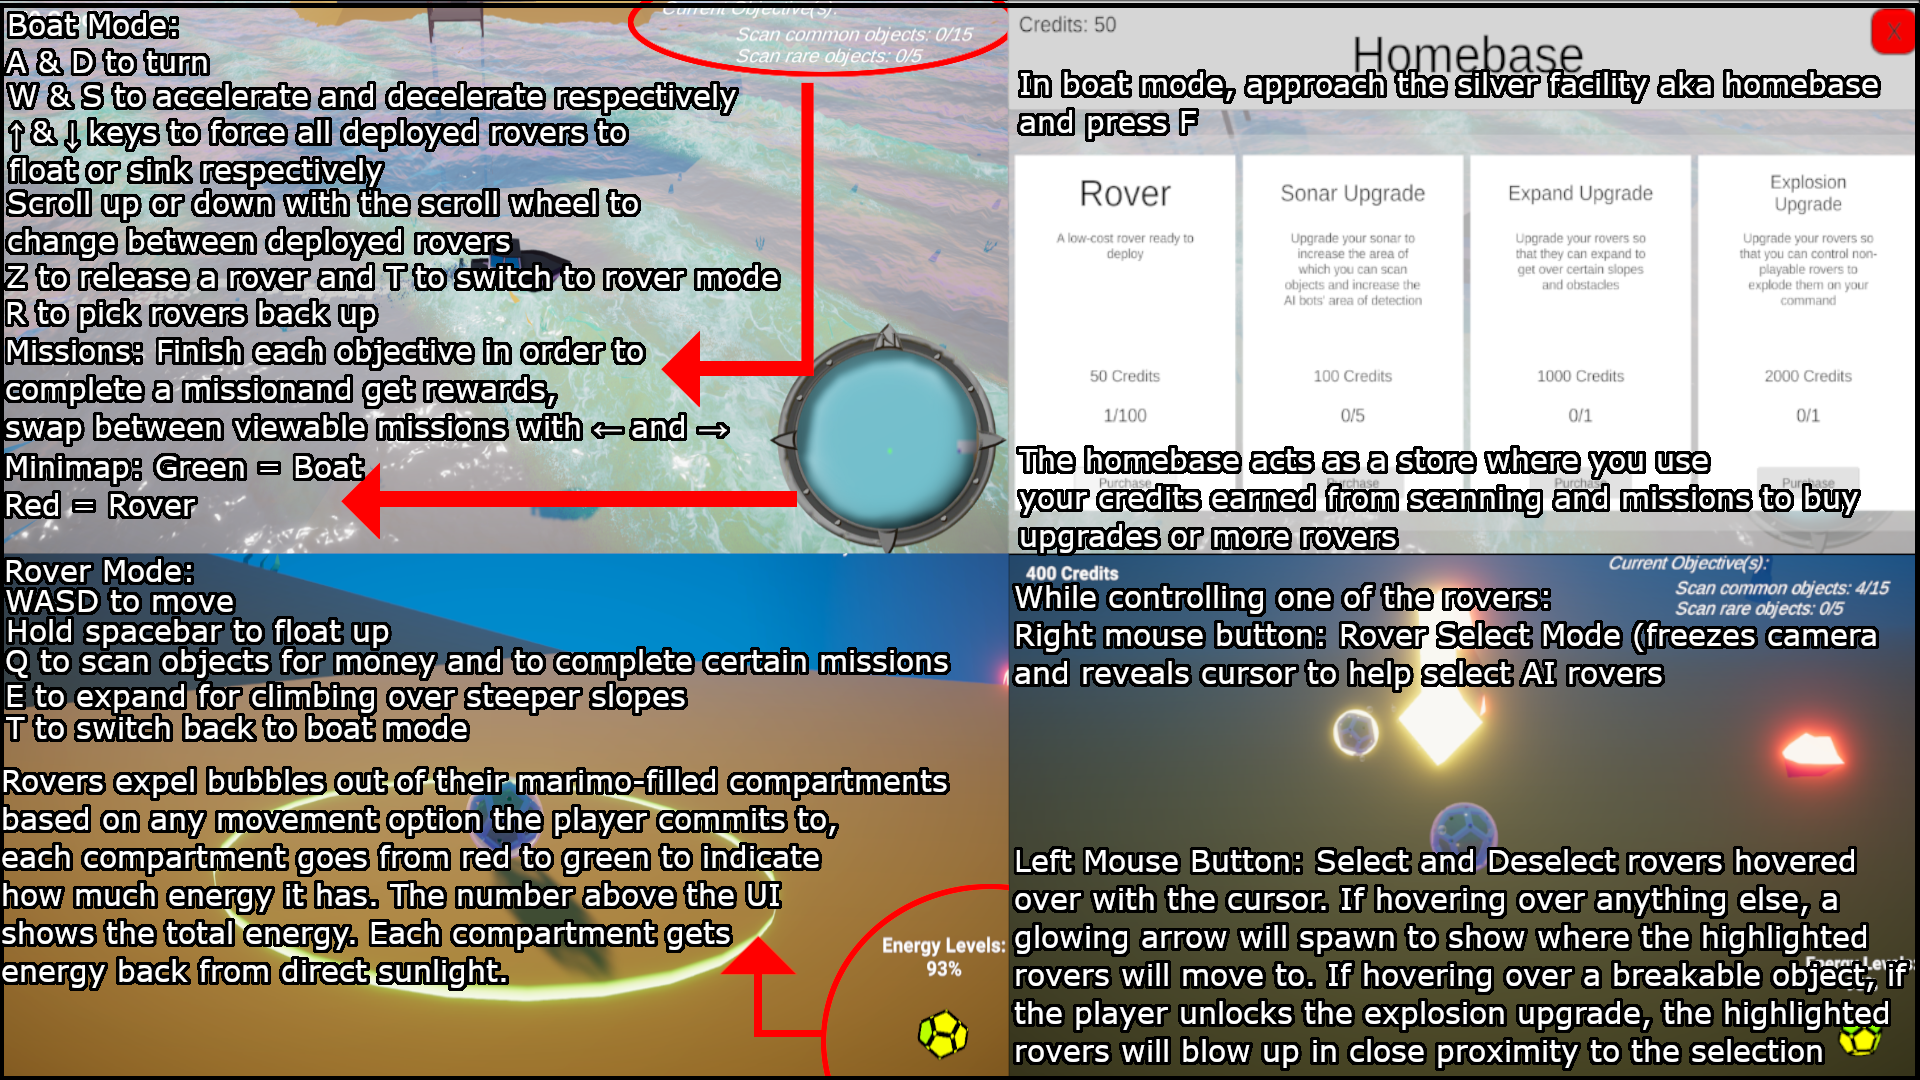 Boat Mode:
A & D to turn
W & S to accelerate and decelerate respectively
↑ & ↓ keys to force all deployed rovers to
float or sink respectively
Scroll up or down with the scroll wheel to
change between deployed rovers
Z to release a rover and T to switch to rover mode
R to pick rovers back up
Missions: Finish each objective in order to
complete a missionand get rewards,
swap between viewable missions with ← and →
Minimap: Green = Boat
Red = Rover
Current Objective(s):
Scan common objects: 0/15
Scan rare objects: 0/5
N
Credits: 50
X
Homebase
In boat mode, approach the silver facility aka homebase
and press F
Rover
A low-cost rover ready to
deploy
50 Credits
1/100
Purchase
Sonar Upgrade
Upgrade your sonar to
increase the area of
which you can scan
objects and increase the
AI bots' area of detection
100 Credits
0/5
Purchase
Expand Upgrade
Upgrade your rovers so
that they can expand to
get over certain slopes
and obstacles
1000 Credits
0/1
Purchase
Explosion
Upgrade
Upgrade your rovers so
that you can control non-
playable rovers to
explode them on your
command
2000 Credits
0/1
Purchase
The homebase acts as a store where you use
your credits earned from scanning and missions to buy
upgrades or more rovers
Rover Mode:
WASD to move
Hold spacebar to float up
Q to scan objects for money and to complete certain missions
E to expand for climbing over steeper slopes
T to switch back to boat mode
Rovers expel bubbles out of their marimo-filled compartments
based on any movement option the player commits to,
each compartment goes from red to green to indicate
how much energy it has. The number above the UI
shows the total energy. Each compartment gets
energy back from direct sunlight.
Energy Levels:
93%
400 Credits
Current Objective(s):
Scan common objects: 4/15
Scan rare objects: 0/5
While controlling one of the rovers:
Right mouse button: Rover Select Mode (freezes camera
and reveals cursor to help select AI rovers
Left Mouse Button: Select and Deselect rovers hovered
over with the cursor. If hovering over anything else, a
glowing arrow will spawn to show where the highlighted
rovers will move to. If hovering over a breakable object, if
the player unlocks the explosion upgrade, the highlighted
rovers will blow up in close proximity to the selection
Energy Levels: